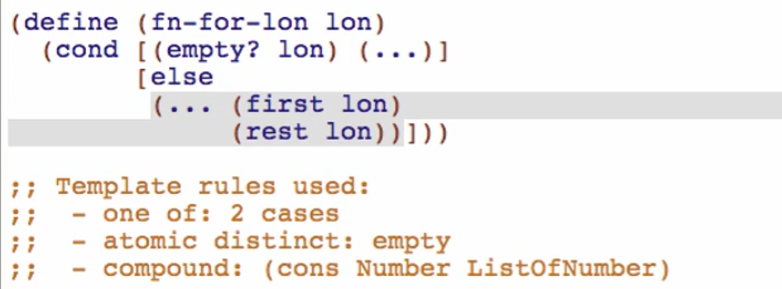 (define (fn-for-lon lon)
  (cond [(empty? lon) (...)]
        [else
         (... (first lon)
              (rest lon))]))
;; Template rules used:
;;  - one of: 2 cases
;;  - atomic distinct: empty
;;  - compound: (cons Number ListOfNumber)